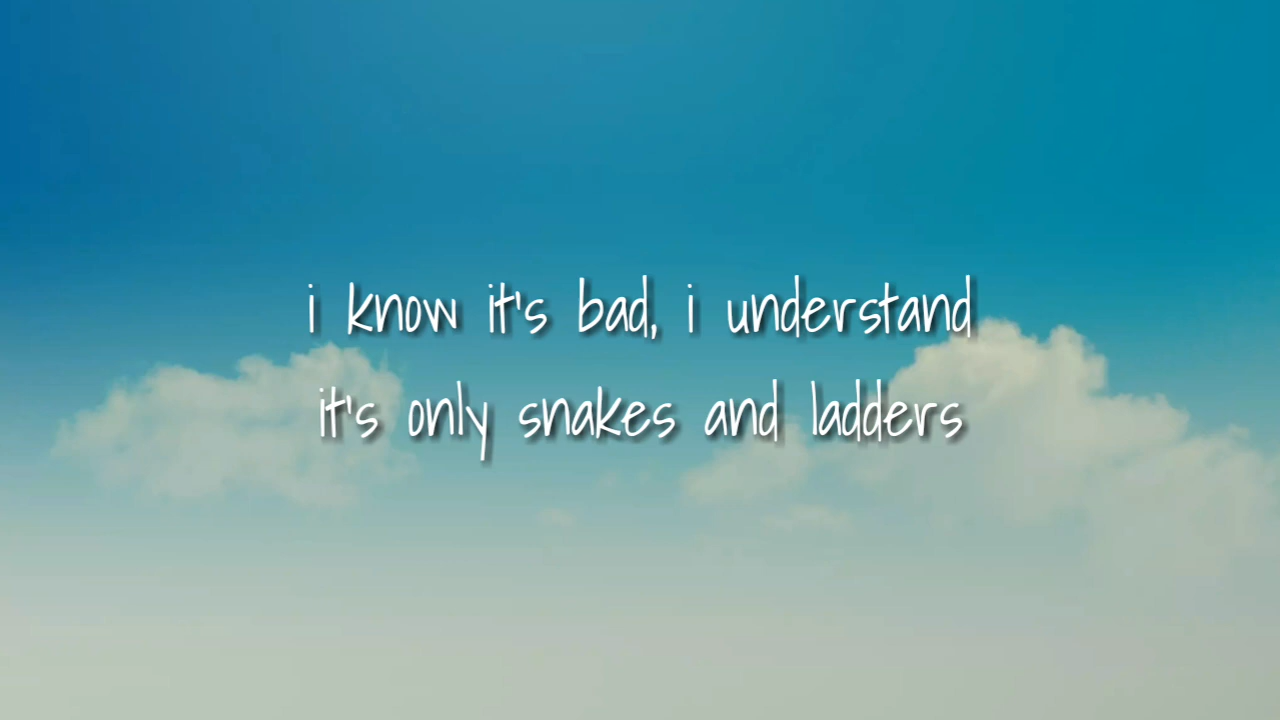 i know it's bad, i understand
it's only snakes and ladders